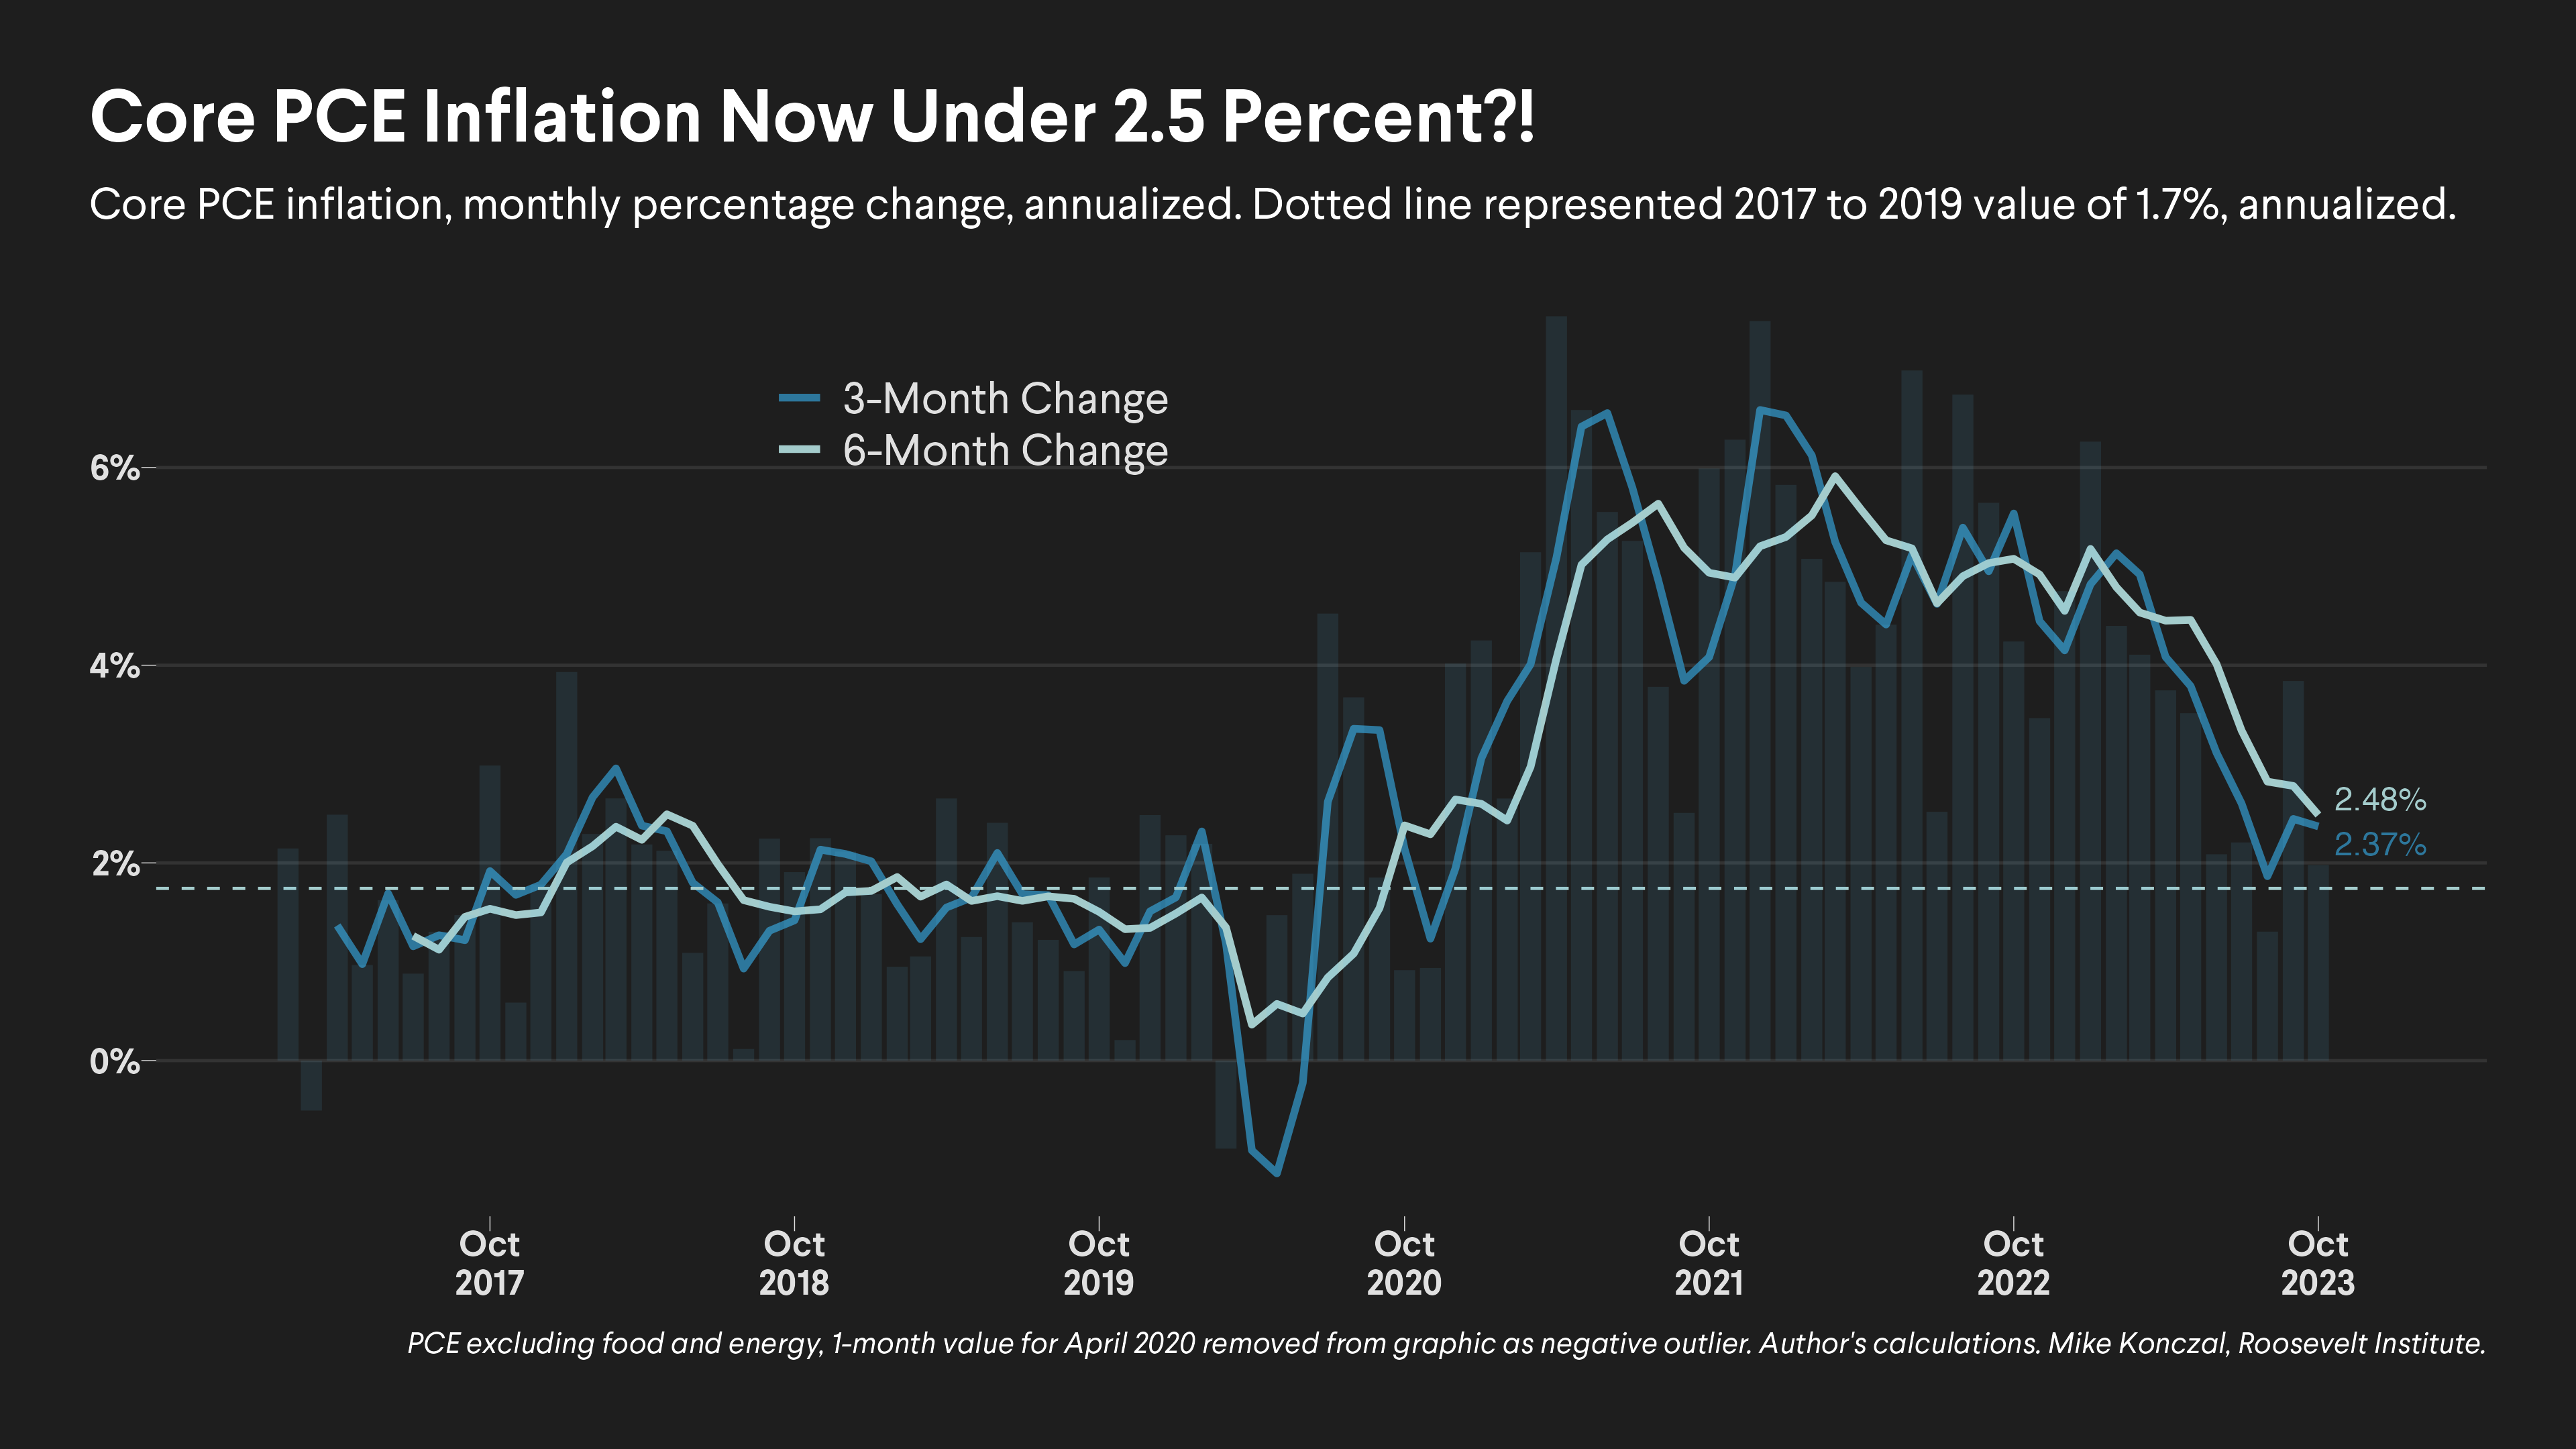 Core PCE Inflation Now Under 2.5 Percent?!
Core PCE inflation, monthly percentage change, annualized. Dotted line represented 2017 to 2019 value of 1.7%, annualized.
3-Month Change
6-Month Change
6%
4%
2%
0%
2.48%
2.37%
Oct
2017
Oct
2018
Oct
2019
Oct
2020
Oct
2021
Oct
2022
Oct
2023
PCE excluding food and energy, 1-month value for April 2020 removed from graphic as negative outlier. Author's calculations. Mike Konczal, Roosevelt Institute.